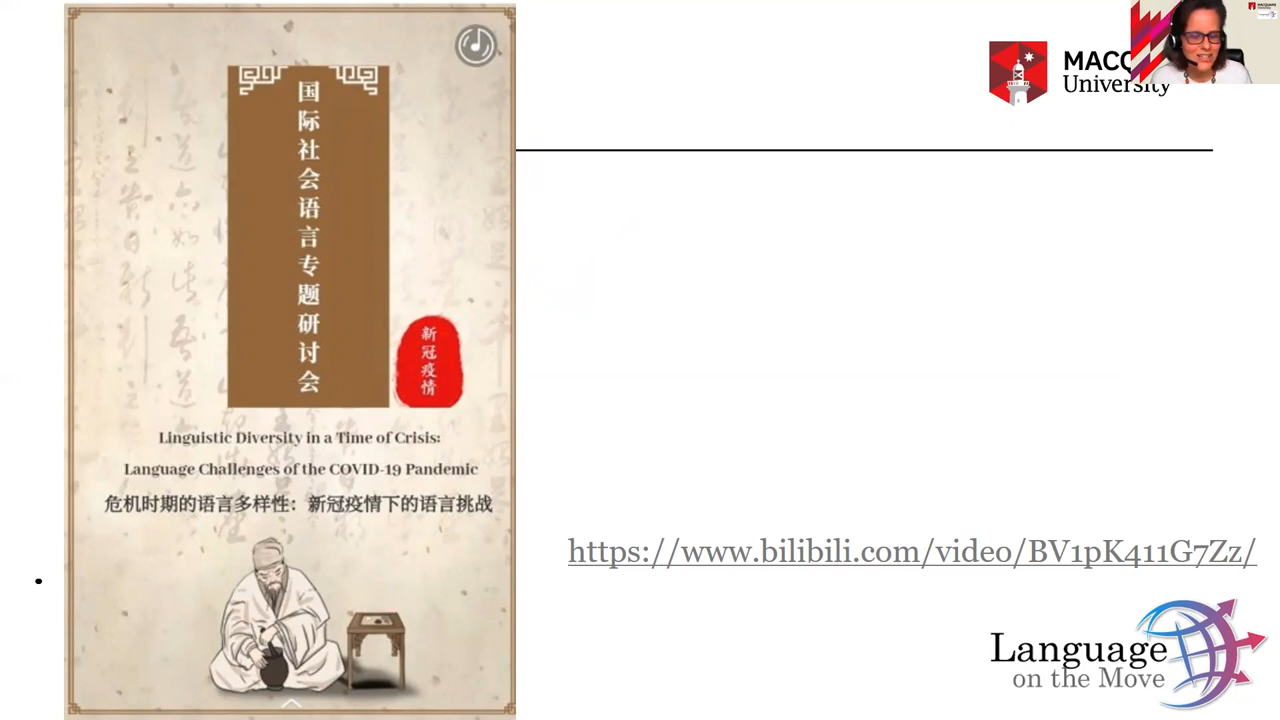 国际社会语言专题研讨会
新冠疫情
Linguistic Diversity in a Time of Crisis:
Language Challenges of the COVID-19 Pandemic
危机时期的语言多样性：新冠疫情下的语言挑战
University
https://www.bilibili.com/video/BV1pK411G7Zz/
Language
on the Move